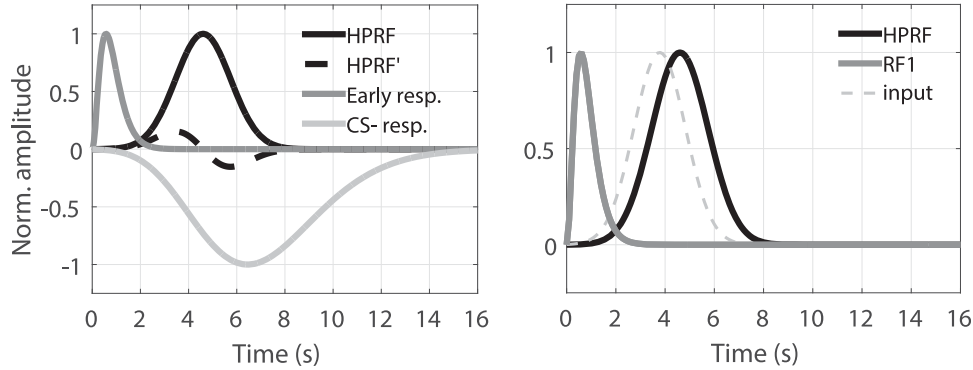 Norm. amplitude
1
0.5
0
-0.5
-1
HPRF
HPRF'
Early resp.
CS- resp.
0 2 4 6 8 10 12 14 16
Time (s)
1
0.5
0
HPRF
RF1
input
0 2 4 6 8 10 12 14 16
Time (s)